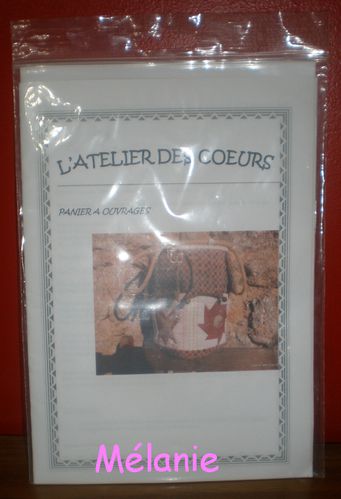 L'ATELIER DES COEURS
PANIER A OUVRAGES
Mélanie